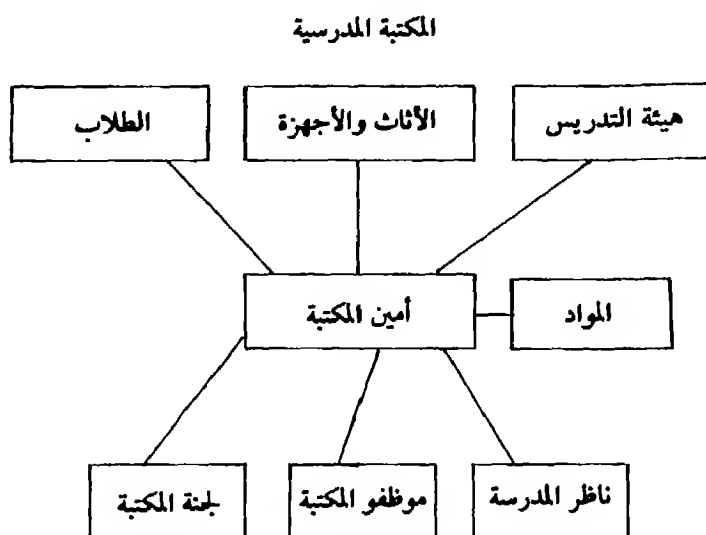 المكتبة المدرسية
هيئة التدريس
الأثاث والأجهزة
الطلاب
المواد
أمين المكتبة
ناظر المدرسة
موظفو المكتبة
لجنة المكتبة